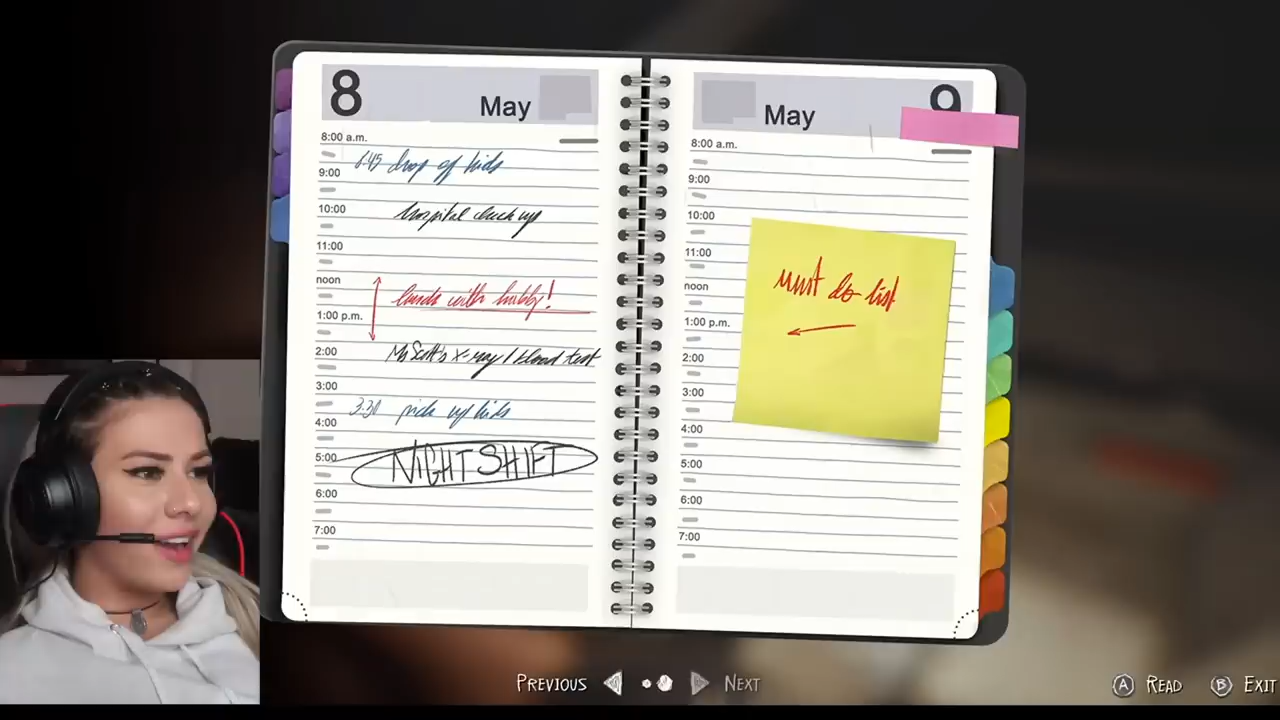 8
May
8:00 a.m.
6:45 drop of kids
9:00
10:00
hospital check up
11:00
noon
lunch with hubby!
1:00 p.m.
2:00
Ms Scott's x-ray / blood test
3:00
3:30 pick up kids
4:00
5:00
NIGHTSHIFT
6:00
7:00
May
9
8:00 a.m.
9:00
10:00
11:00
noon
1:00 p.m.
2:00
3:00
4:00
5:00
6:00
7:00
must do list
PREVIOUS
NEXT
A READ
B EXIT